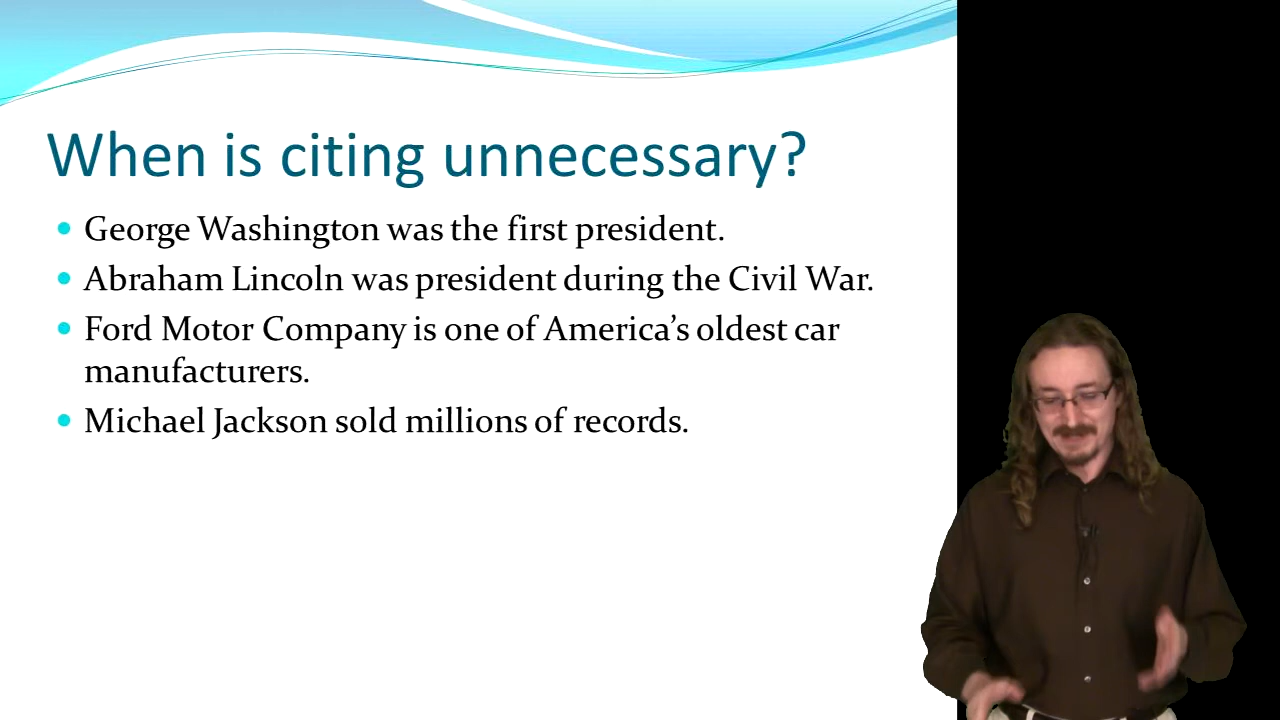 When is citing unnecessary?
George Washington was the first president.
Abraham Lincoln was president during the Civil War.
Ford Motor Company is one of America's oldest car
manufacturers.
Michael Jackson sold millions of records.